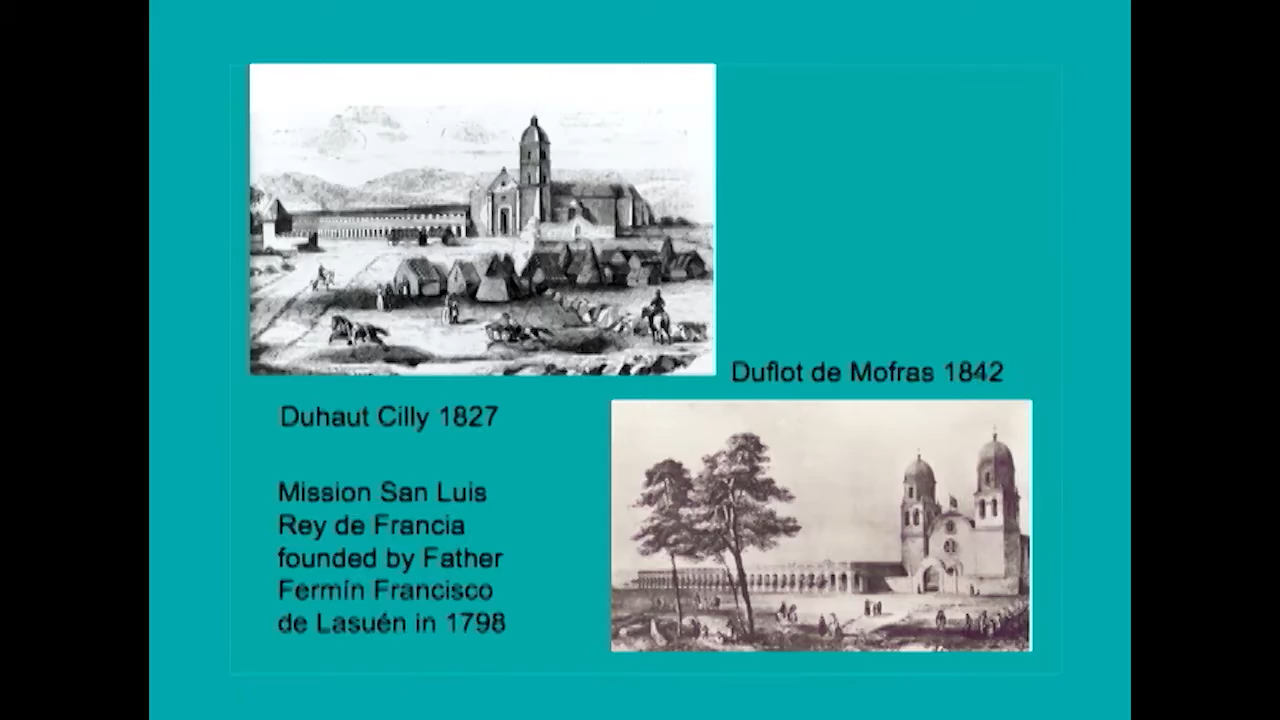 Duflot de Mofras 1842
Duhaut Cilly 1827
Mission San Luis
Rey de Francia
founded by Father
Fermín Francisco
de Lasuén in 1798